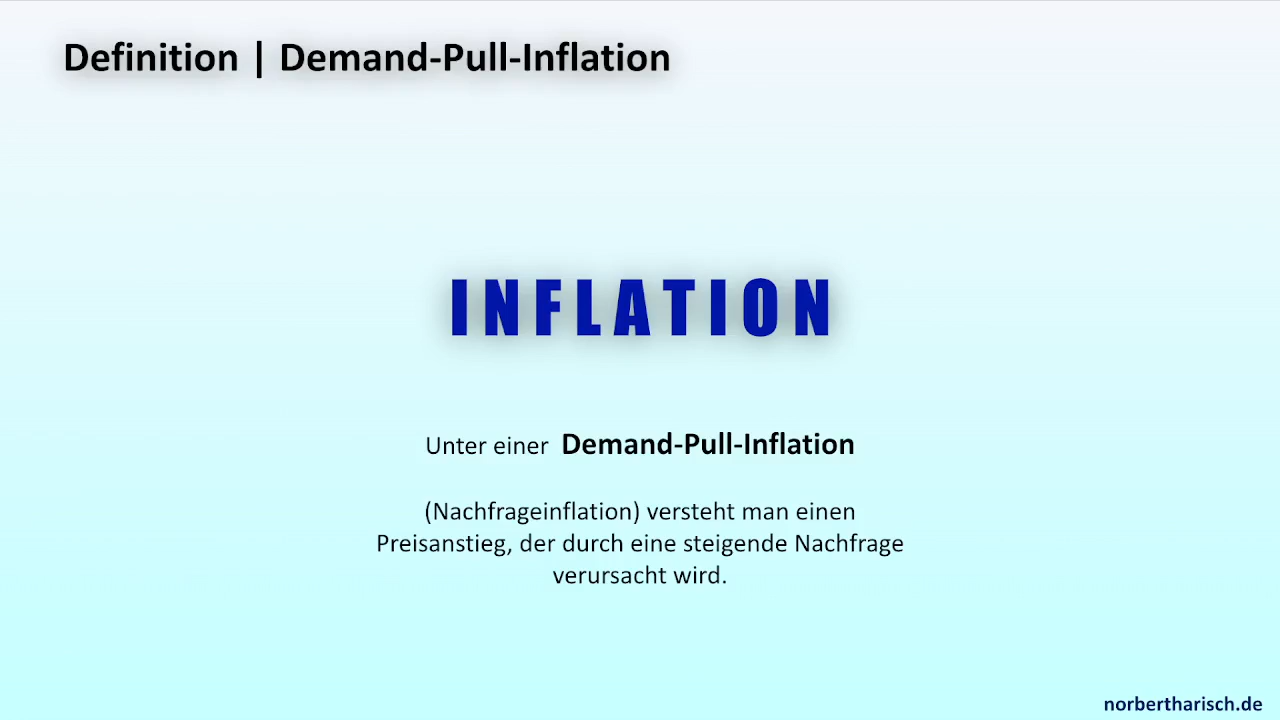 Definition | Demand-Pull-Inflation
INFLATION
Unter einer Demand-Pull-Inflation
(Nachfrageinflation) versteht man einen
Preisanstieg, der durch eine steigende Nachfrage
verursacht wird.
norbertharisch.de